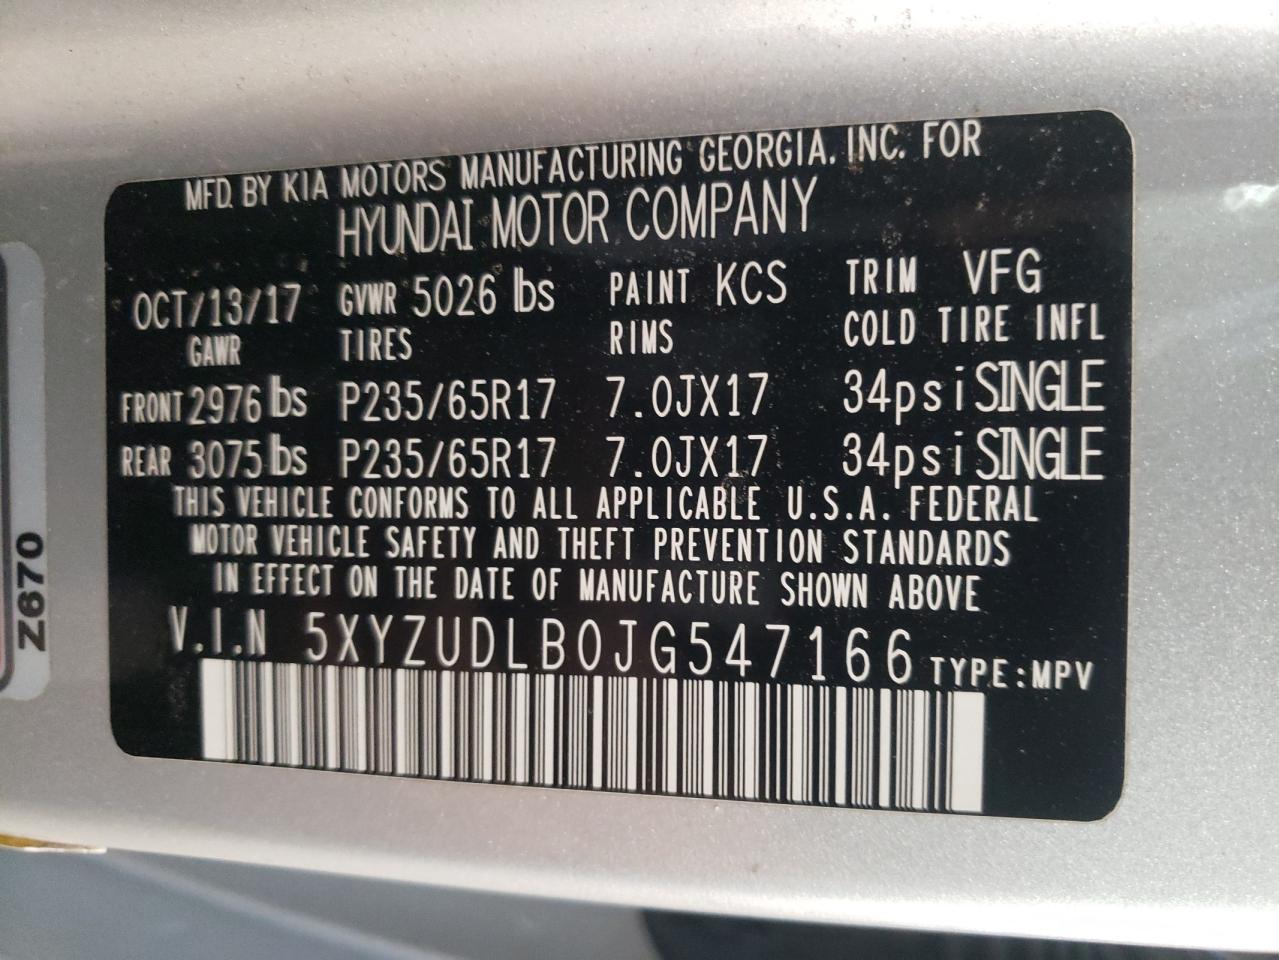 MFD. BY KIA MOTORS MANUFACTURING GEORGIA. INC. FOR
HYUNDAI MOTOR COMPANY
OCT/13/17 GVWR 5026 lbs PAINT KCS TRIM VFG
GAWR TIRES RIMS COLD TIRE INFL
FRONT 2976 lbs P235/65R17 7.0JX17 34psi SINGLE
REAR 3075 lbs P235/65R17 7.0JX17 34psi SINGLE
THIS VEHICLE CONFORMS TO ALL APPLICABLE U.S.A. FEDERAL
MOTOR VEHICLE SAFETY AND THEFT PREVENTION STANDARDS
IN EFFECT ON THE DATE OF MANUFACTURE SHOWN ABOVE
V.I.N 5XYZUDLB0JG547166 TYPE:MPV
Z670